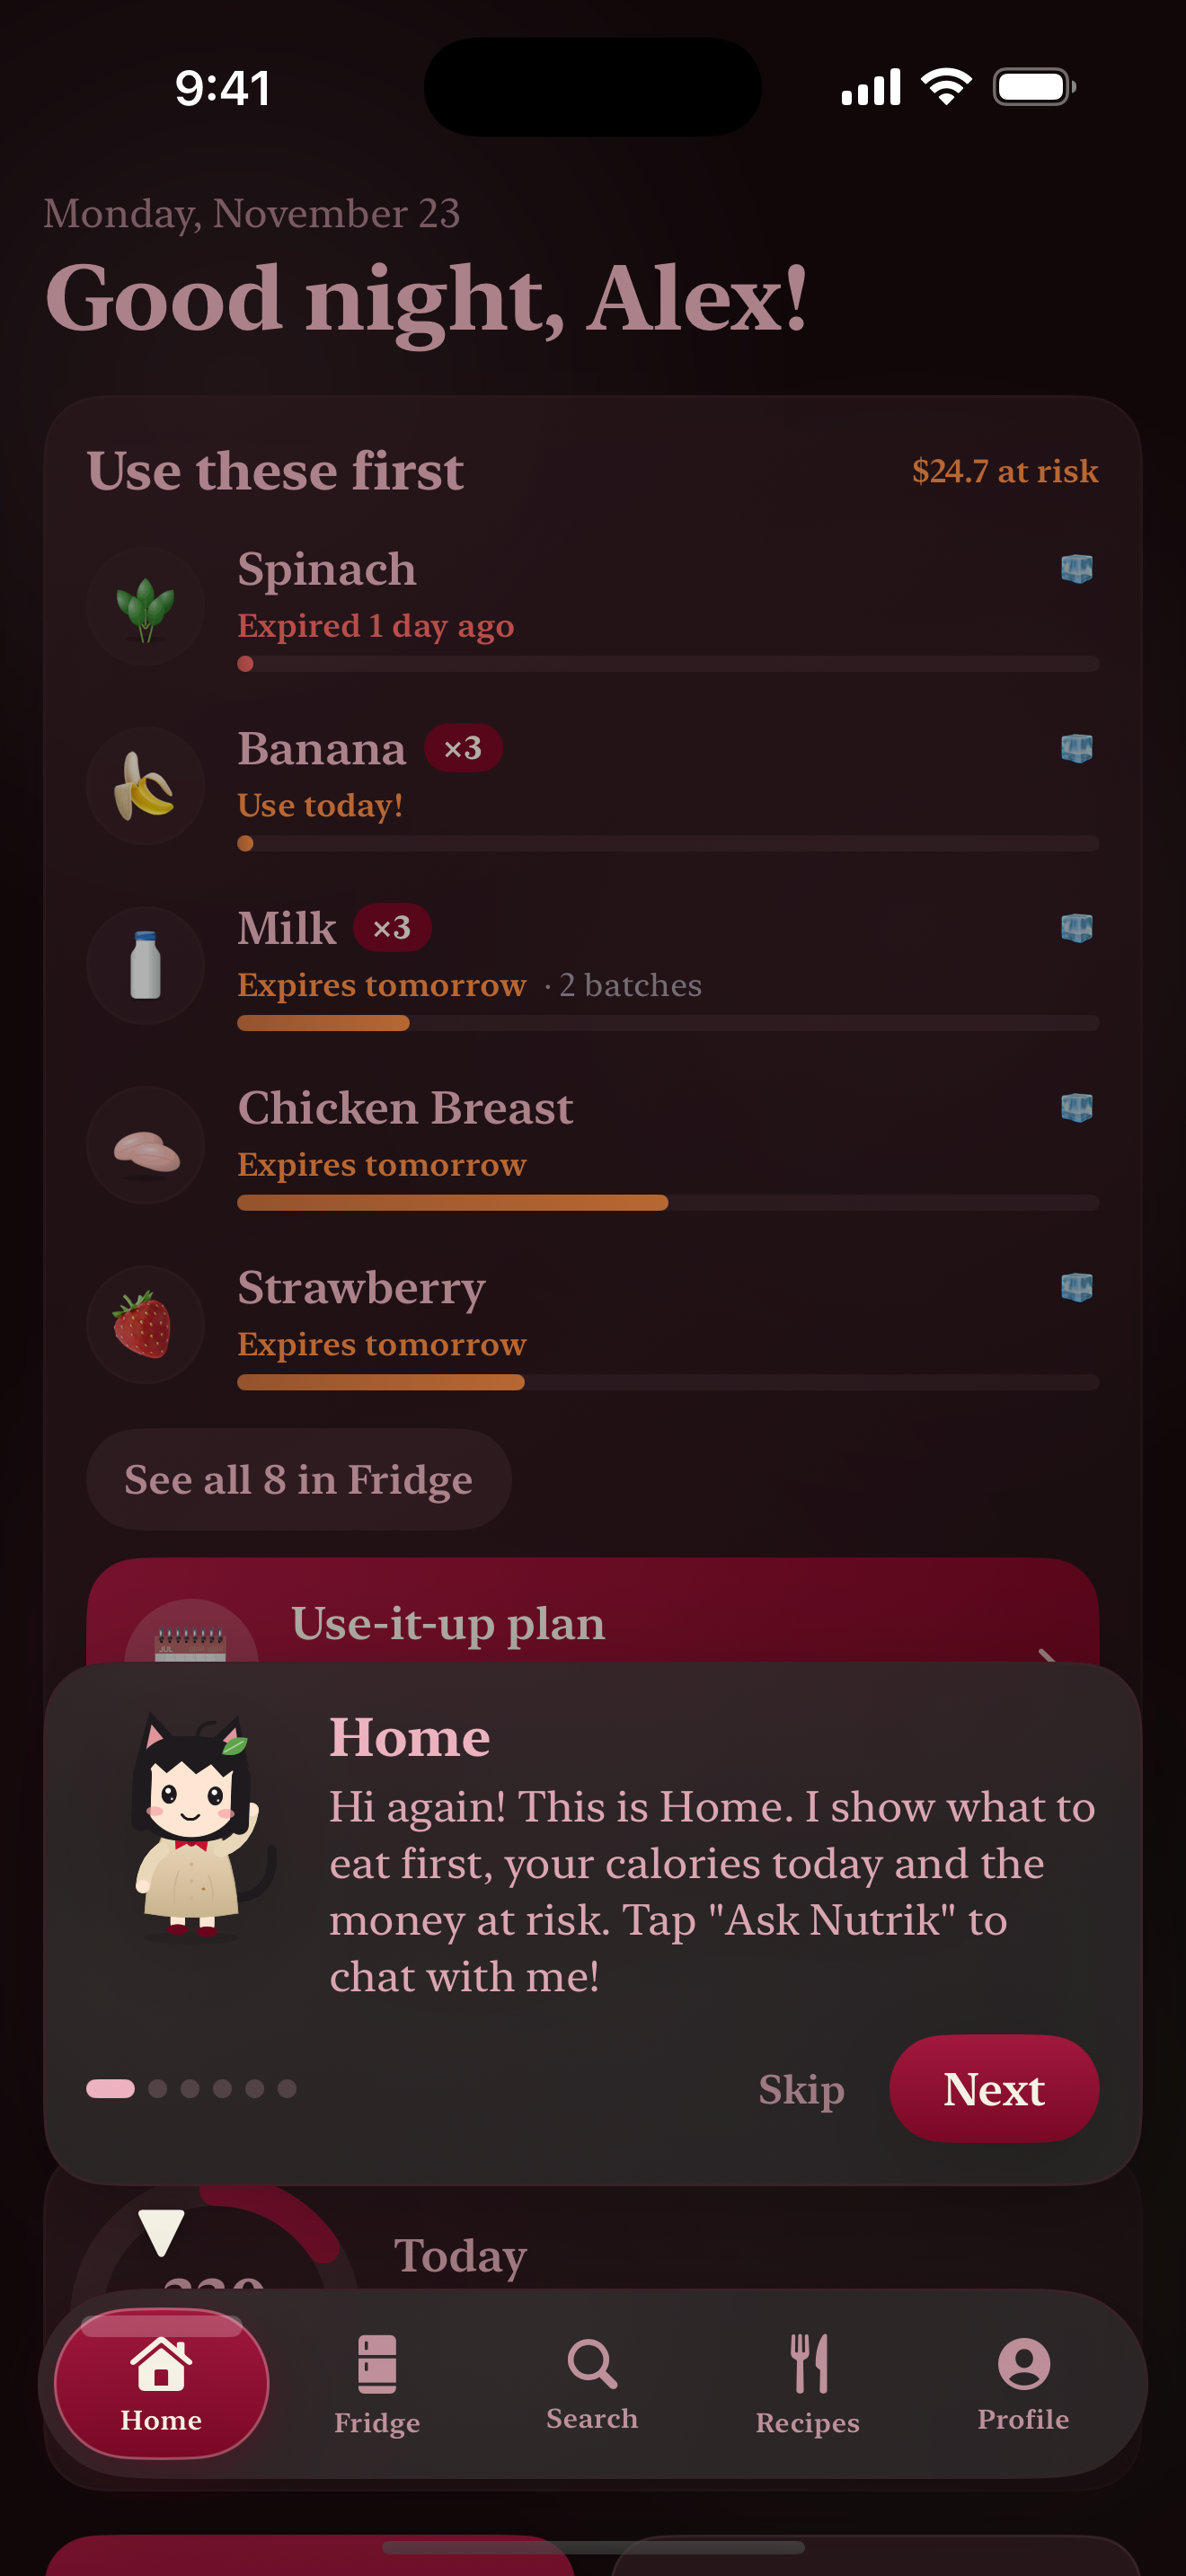 9:41
Monday, November 23
Good night, Alex!
Use these first
$24.7 at risk
Spinach
Expired 1 day ago
Banana ×3
Use today!
Milk ×3
Expires tomorrow · 2 batches
Chicken Breast
Expires tomorrow
Strawberry
Expires tomorrow
See all 8 in Fridge
Use-it-up plan
Home
Hi again! This is Home. I show what to
eat first, your calories today and the
money at risk. Tap "Ask Nutrik" to
chat with me!
Skip
Next
Today
Home
Fridge
Search
Recipes
Profile